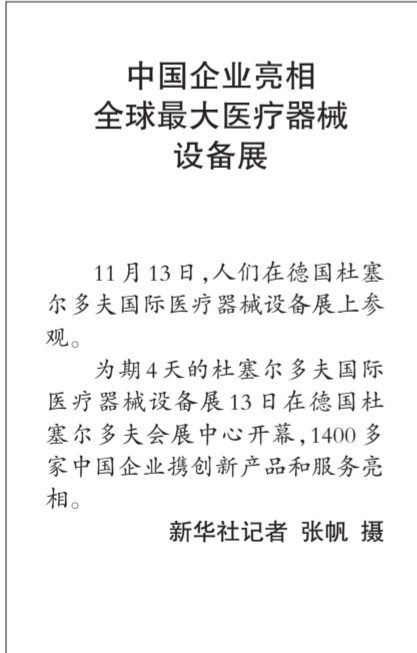 中国企业亮相
全球最大医疗器械
设备展
11月13日,人们在德国杜塞
尔多夫国际医疗器械设备展上参
观。
为期4天的杜塞尔多夫国际
医疗器械设备展13日在德国杜
塞尔多夫会展中心开幕,1400多
家中国企业携创新产品和服务亮
相。
新华社记者 张帆 摄